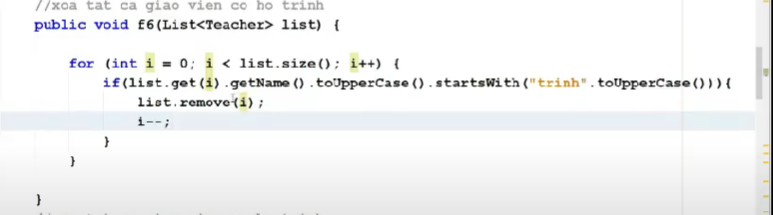 //xoa tat ca giao vien co ho trinh
public void f6(List<Teacher> list) {
for (int i = 0; i < list.size(); i++) {
if(list.get(i).getName().toUpperCase().startsWith("trinh".toUpperCase())){
list.remove(i);
i--;
}
}
}